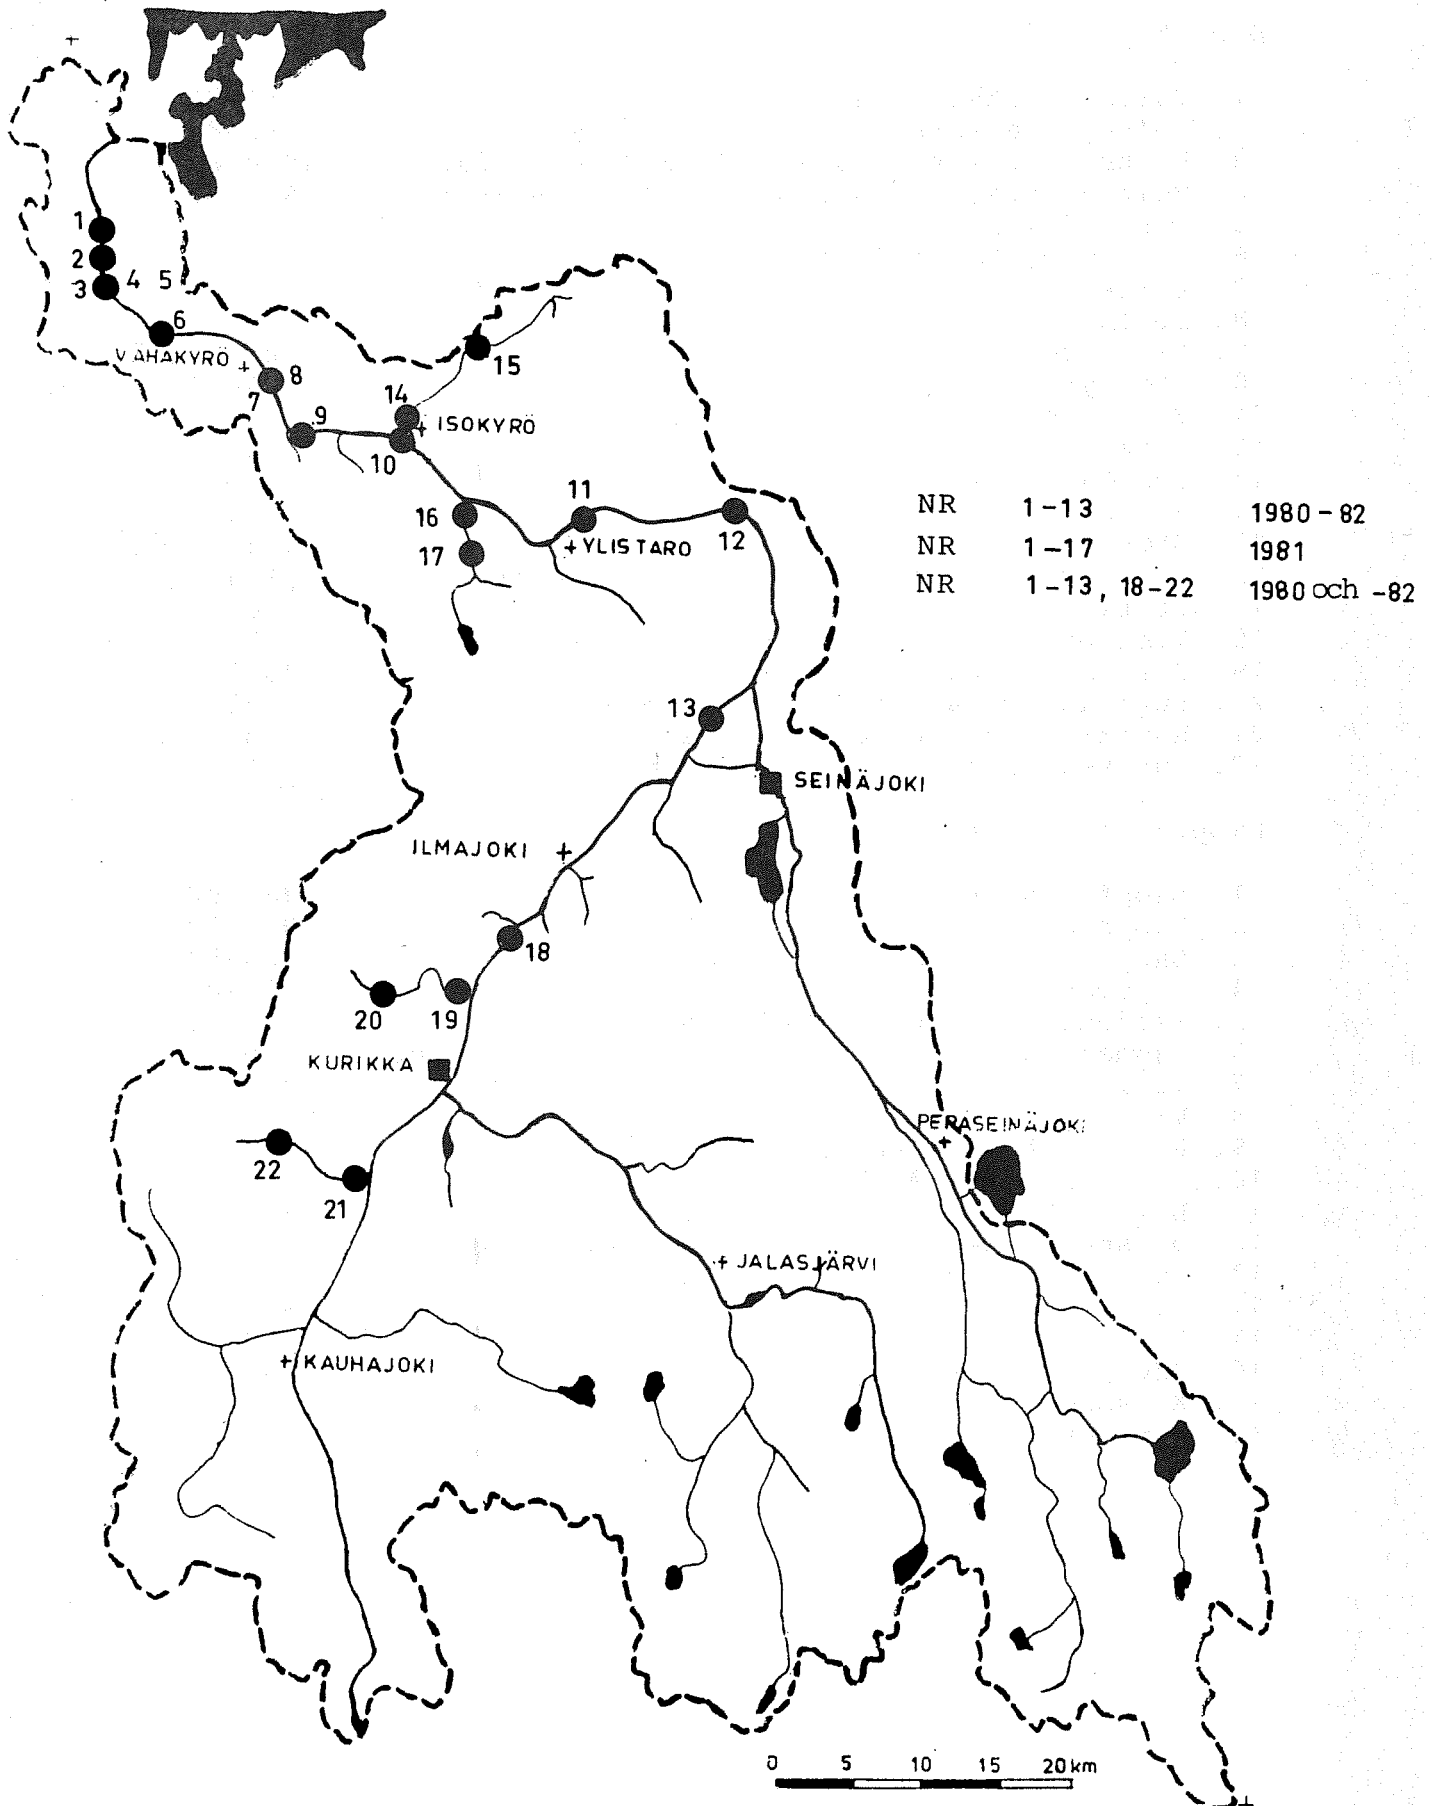 1
2
3 4 5
6
VÄHÄKYRÖ
8
7
9
15
14
ISOKYRÖ
10
11
16
YLISTARO
12
17
NR 1-13 1980-82
NR 1-17 1981
NR 1-13, 18-22 1980 och -82
13
SEINÄJOKI
ILMAJOKI
18
20
19
KURIKKA
PERÄSEINÄJOKI
22
21
JALASJÄRVI
KAUHAJOKI
0 5 10 15 20 km